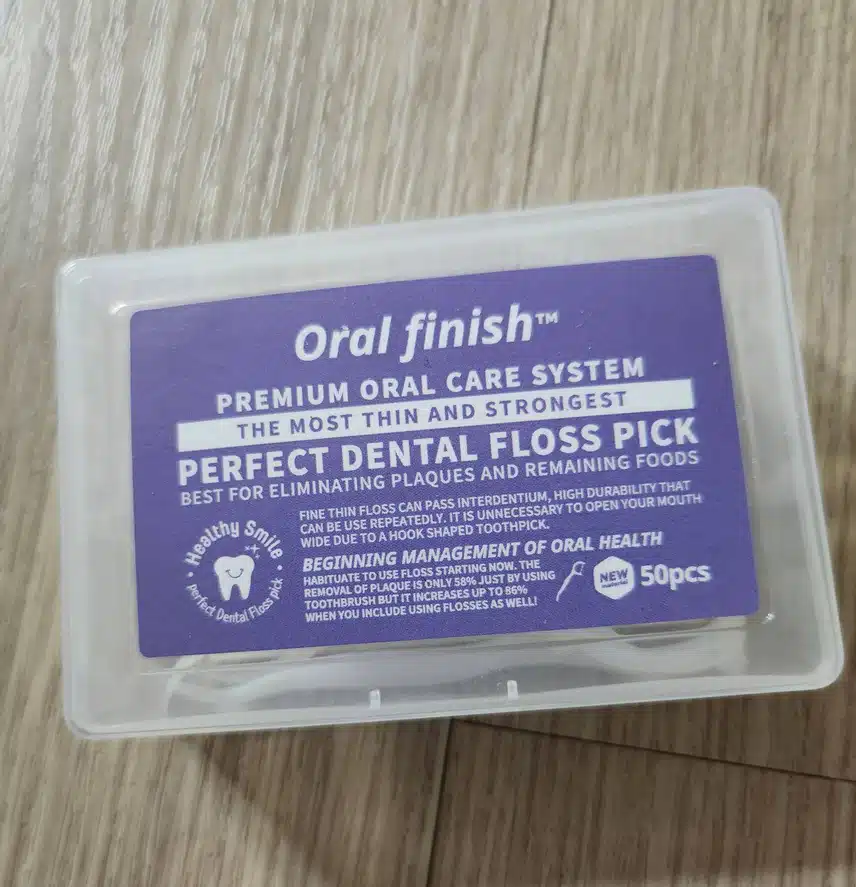 Oral finish™
PREMIUM ORAL CARE SYSTEM
THE MOST THIN AND STRONGEST
PERFECT DENTAL FLOSS PICK
BEST FOR ELIMINATING PLAQUES AND REMAINING FOODS
FINE THIN FLOSS CAN PASS INTERDENTIUM, HIGH DURABILITY THAT
CAN BE USE REPEATEDLY. IT IS UNNECESSARY TO OPEN YOUR MOUTH
WIDE DUE TO A HOOK SHAPED TOOTHPICK.
Healthy Smile
perfect Dental Floss pick
BEGINNING MANAGEMENT OF ORAL HEALTH
HABITUATE TO USE FLOSS STARTING NOW. THE
REMOVAL OF PLAQUE IS ONLY 58% JUST BY USING
TOOTHBRUSH BUT IT INCREASES UP TO 86%
WHEN YOU INCLUDE USING FLOSSES AS WELL!
NEW
material
50pcs